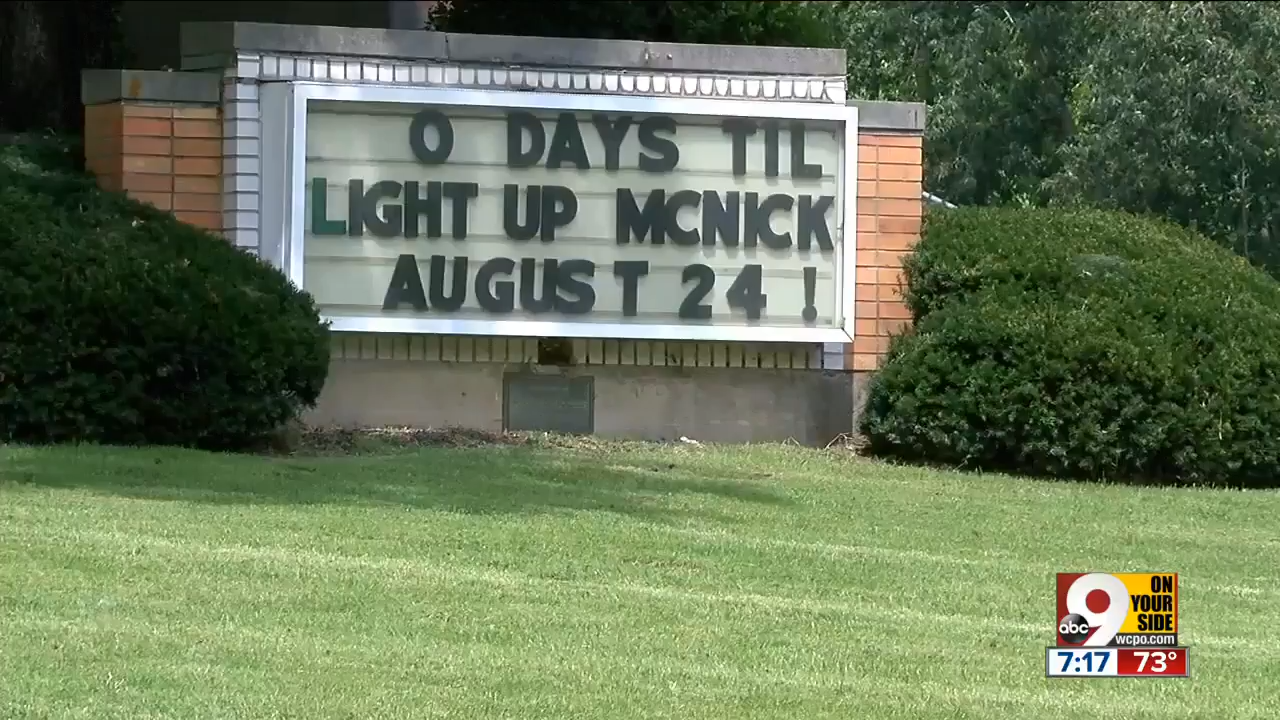 0 DAYS TIL
LIGHT UP MCNICK
AUGUST 24 !
abc 9 ON
YOUR
SIDE
wcpo.com
7:17 73°